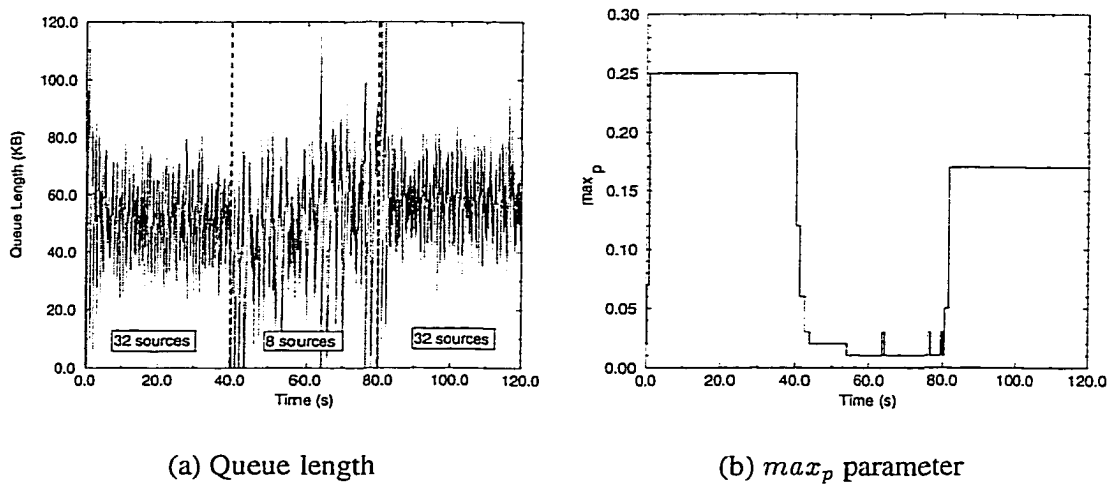 120.0
100.0
80.0
60.0
40.0
20.0
0.0
Queue Length (KB)
32 sources
8 sources
32 sources
0.0 20.0 40.0 60.0 80.0 100.0 120.0
Time (s)
(a) Queue length
0.30
0.25
0.20
0.15
0.10
0.05
0.00
max_p
0.0 20.0 40.0 60.0 80.0 100.0 120.0
Time (s)
(b) max_p parameter